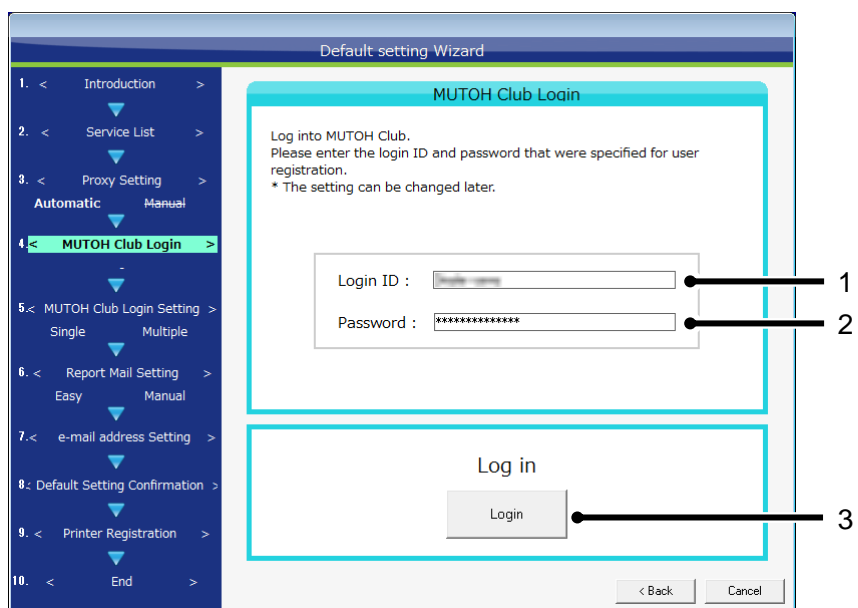 Default setting Wizard
1. < Introduction >
2. < Service List >
3. < Proxy Setting >
Automatic Manual
4.< MUTOH Club Login >
-
5.< MUTOH Club Login Setting >
Single Multiple
6. < Report Mail Setting >
Easy Manual
7.< e-mail address Setting >
8.< Default Setting Confirmation >
9. < Printer Registration >
10. < End >
MUTOH Club Login
Log into MUTOH Club.
Please enter the login ID and password that were specified for user
registration.
* The setting can be changed later.
Login ID :
1
Password : **************
2
Log in
Login
3
< Back Cancel